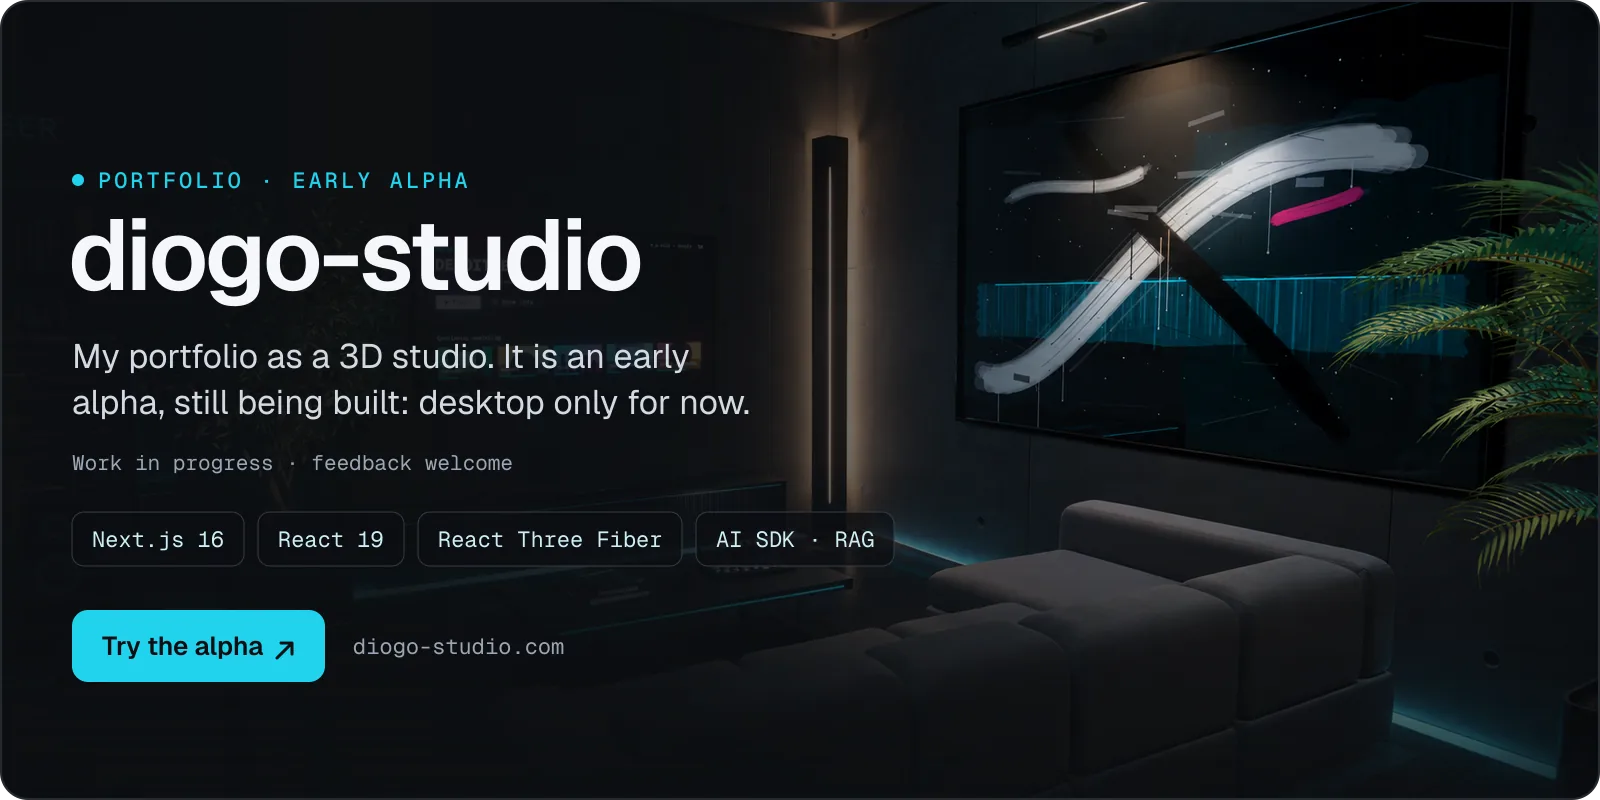 PORTFOLIO · EARLY ALPHA
diogo-studio
My portfolio as a 3D studio. It is an early
alpha, still being built: desktop only for now.
Work in progress · feedback welcome
Next.js 16
React 19
React Three Fiber
AI SDK · RAG
Try the alpha ↗
diogo-studio.com